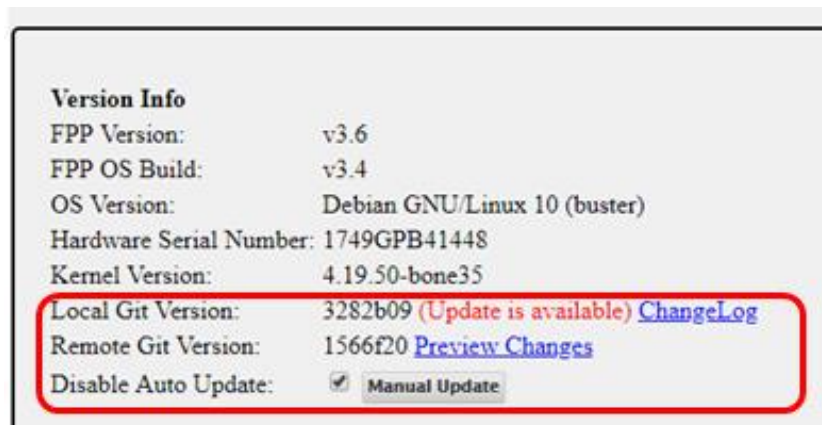 Version Info
FPP Version: v3.6
FPP OS Build: v3.4
OS Version: Debian GNU/Linux 10 (buster)
Hardware Serial Number: 1749GPB41448
Kernel Version: 4.19.50-bone35
Local Git Version: 3282b09 (Update is available) ChangeLog
Remote Git Version: 1566f20 Preview Changes
Disable Auto Update: Manual Update